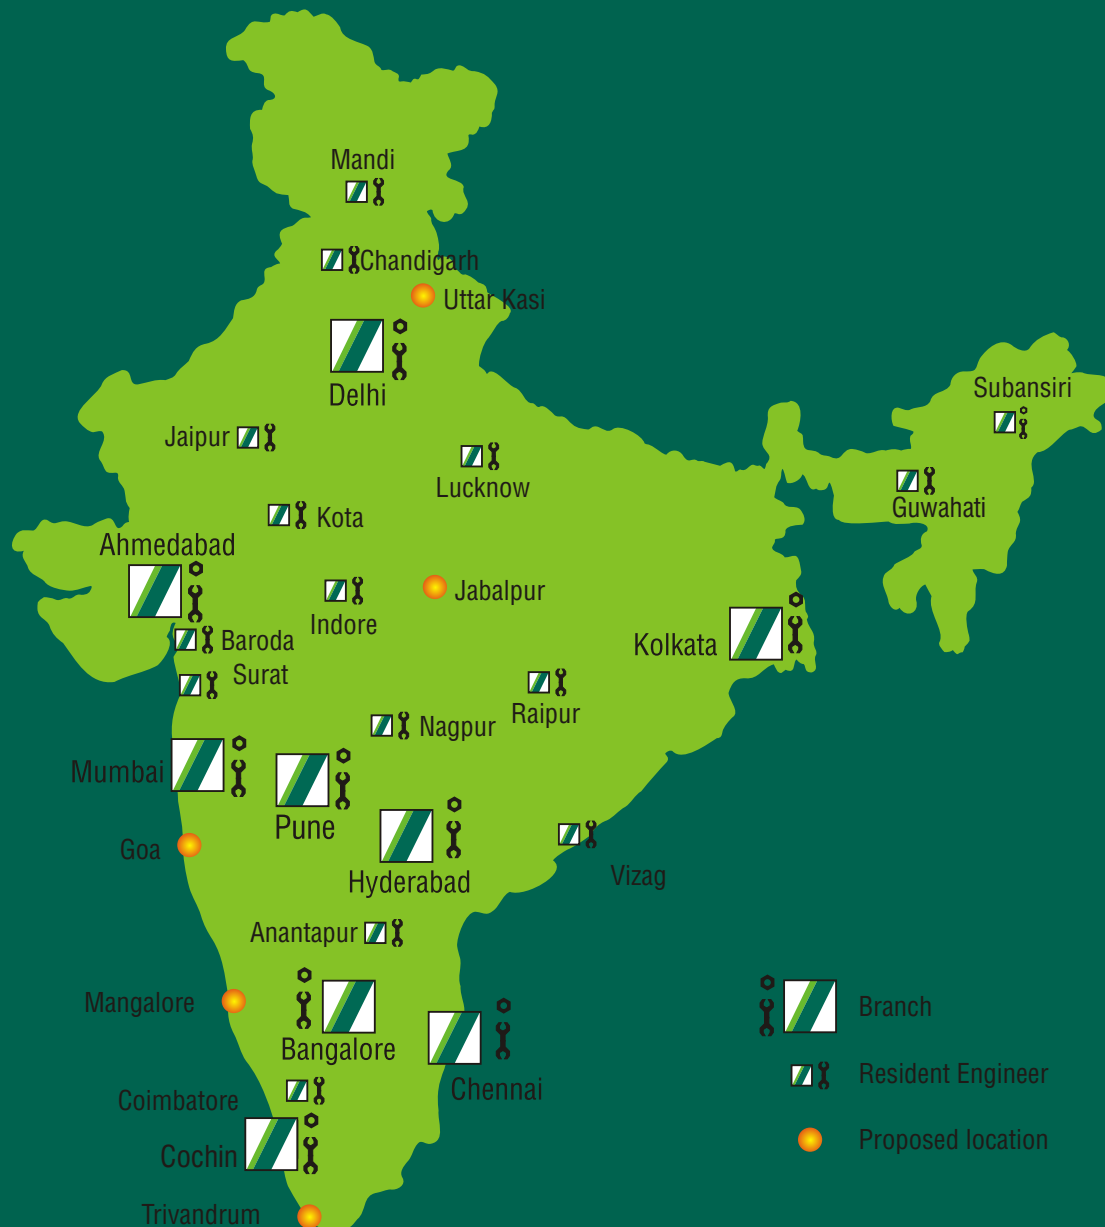 Mandi
Chandigarh
Uttar Kasi
Delhi
Subansiri
Jaipur
Lucknow
Guwahati
Kota
Ahmedabad
Jabalpur
Indore
Baroda
Kolkata
Surat
Raipur
Nagpur
Mumbai
Pune
Goa
Vizag
Hyderabad
Anantapur
Mangalore
Branch
Bangalore
Resident Engineer
Chennai
Coimbatore
Proposed location
Cochin
Trivandrum